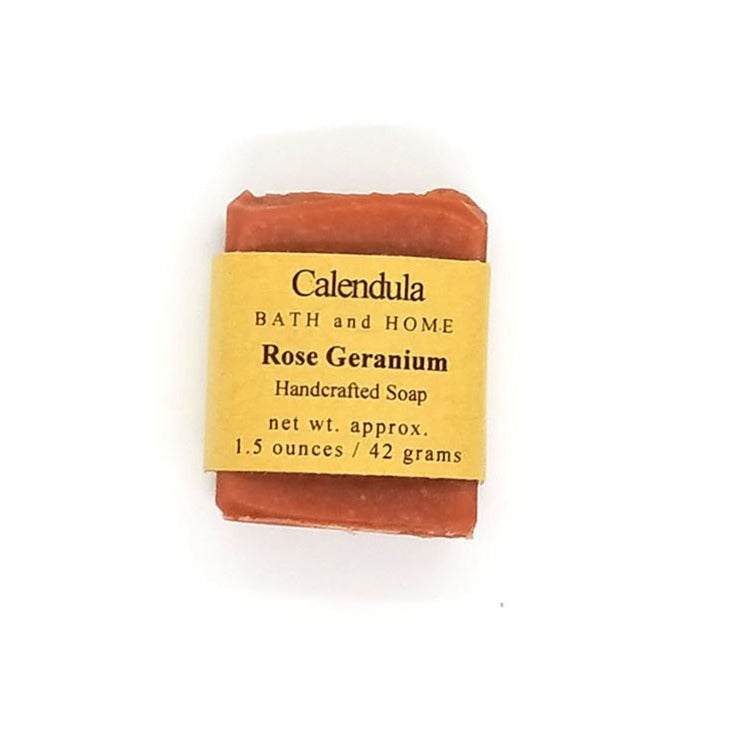 Calendula
BATH and HOME
Rose Geranium
Handcrafted Soap
net wt. approx.
1.5 ounces / 42 grams